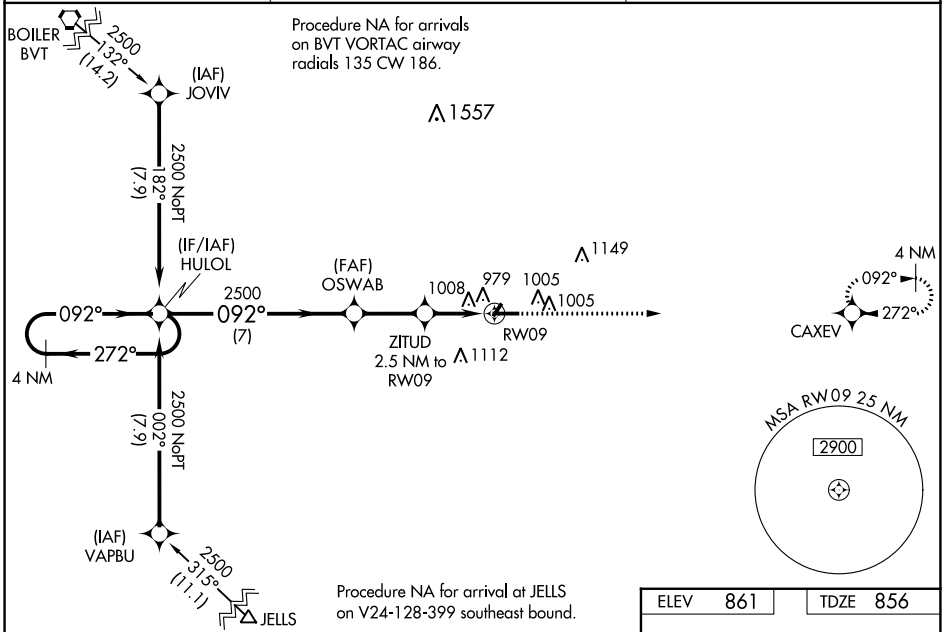 BOILER
BVT
2500
132°
(14.2)
(IAF)
JOVIV
Procedure NA for arrivals
on BVT VORTAC airway
radials 135 CW 186.
1557
2500 NoPT
182°
(7.9)
(IF/IAF)
HULOL
092°
272°
4 NM
2500
092°
(7)
(FAF)
OSWAB
ZITUD
2.5 NM to
RW09
1008
979
1005
1005
1149
1112
RW09
4 NM
092°
272°
CAXEV
2500 NoPT
002°
(7.9)
(IAF)
VAPBU
2500
315°
(11.1)
JELLS
Procedure NA for arrival at JELLS
on V24-128-399 southeast bound.
MSA RW09 25 NM
2900
ELEV 861
TDZE 856